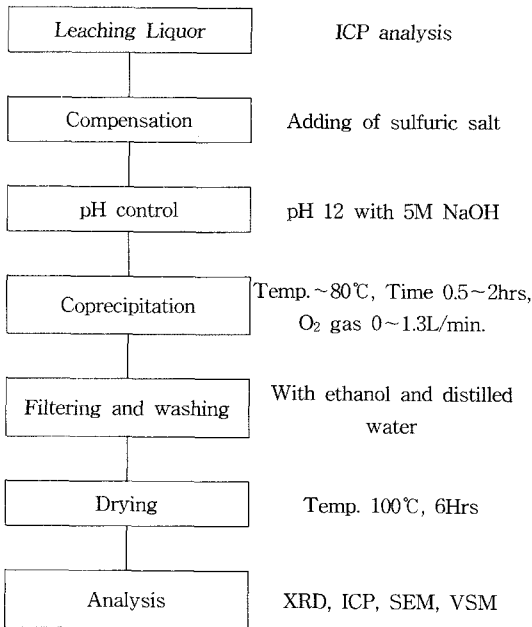 Leaching Liquor
ICP analysis
Compensation
Adding of sulfuric salt
pH control
pH 12 with 5M NaOH
Coprecipitation
Temp.~80℃, Time 0.5~2hrs,
O₂ gas 0~1.3L/min.
Filtering and washing
With ethanol and distilled
water
Drying
Temp. 100℃, 6Hrs
Analysis
XRD, ICP, SEM, VSM